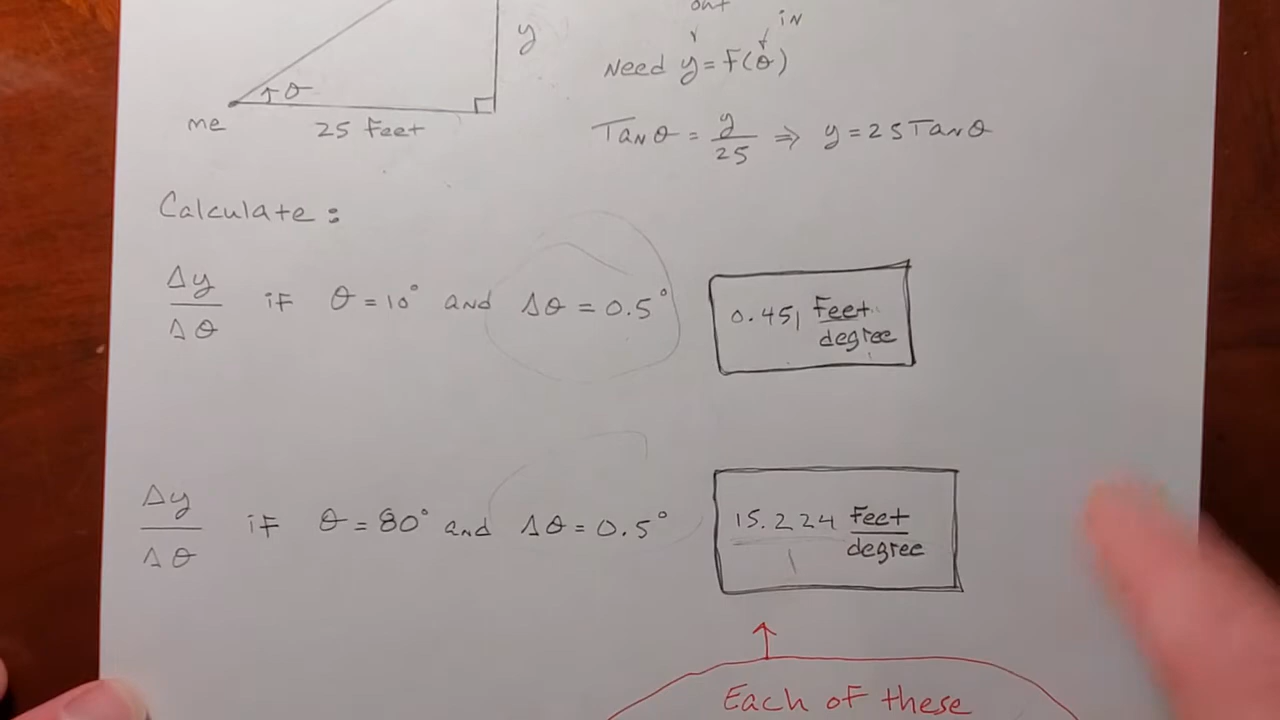 out
in
y
Need y = F(θ)
θ
me
25 Feet
Tan θ = y/25 ⇒ y = 25 Tan θ
Calculate:
Δy/Δθ if θ = 10° and Δθ = 0.5°
0.451 Feet/degree
Δy/Δθ if θ = 80° and Δθ = 0.5°
15.224 Feet/degree
Each of these